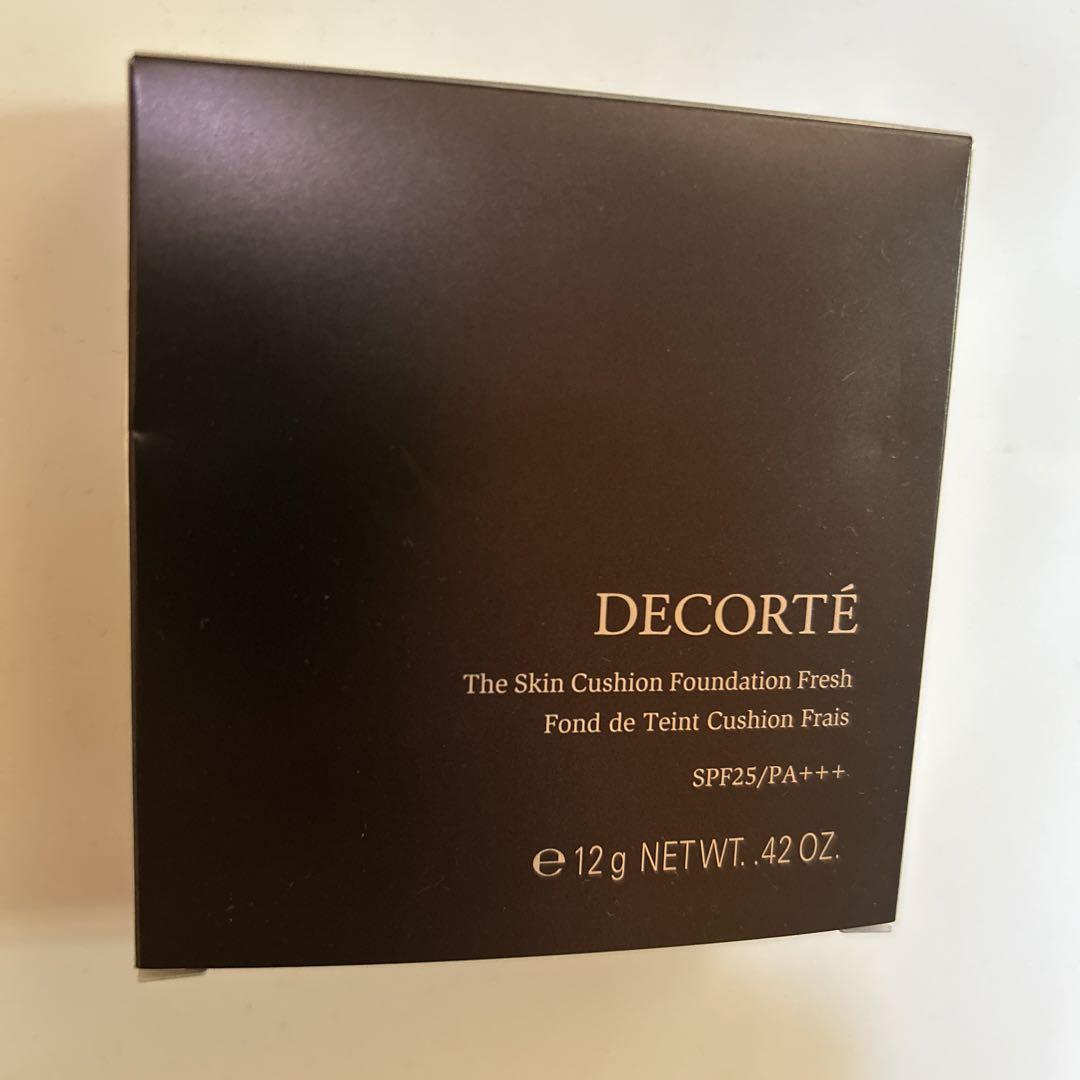 DECORTÉ
The Skin Cushion Foundation Fresh
Fond de Teint Cushion Frais
SPF25/PA+++
℮ 12 g NET WT. .42 OZ.